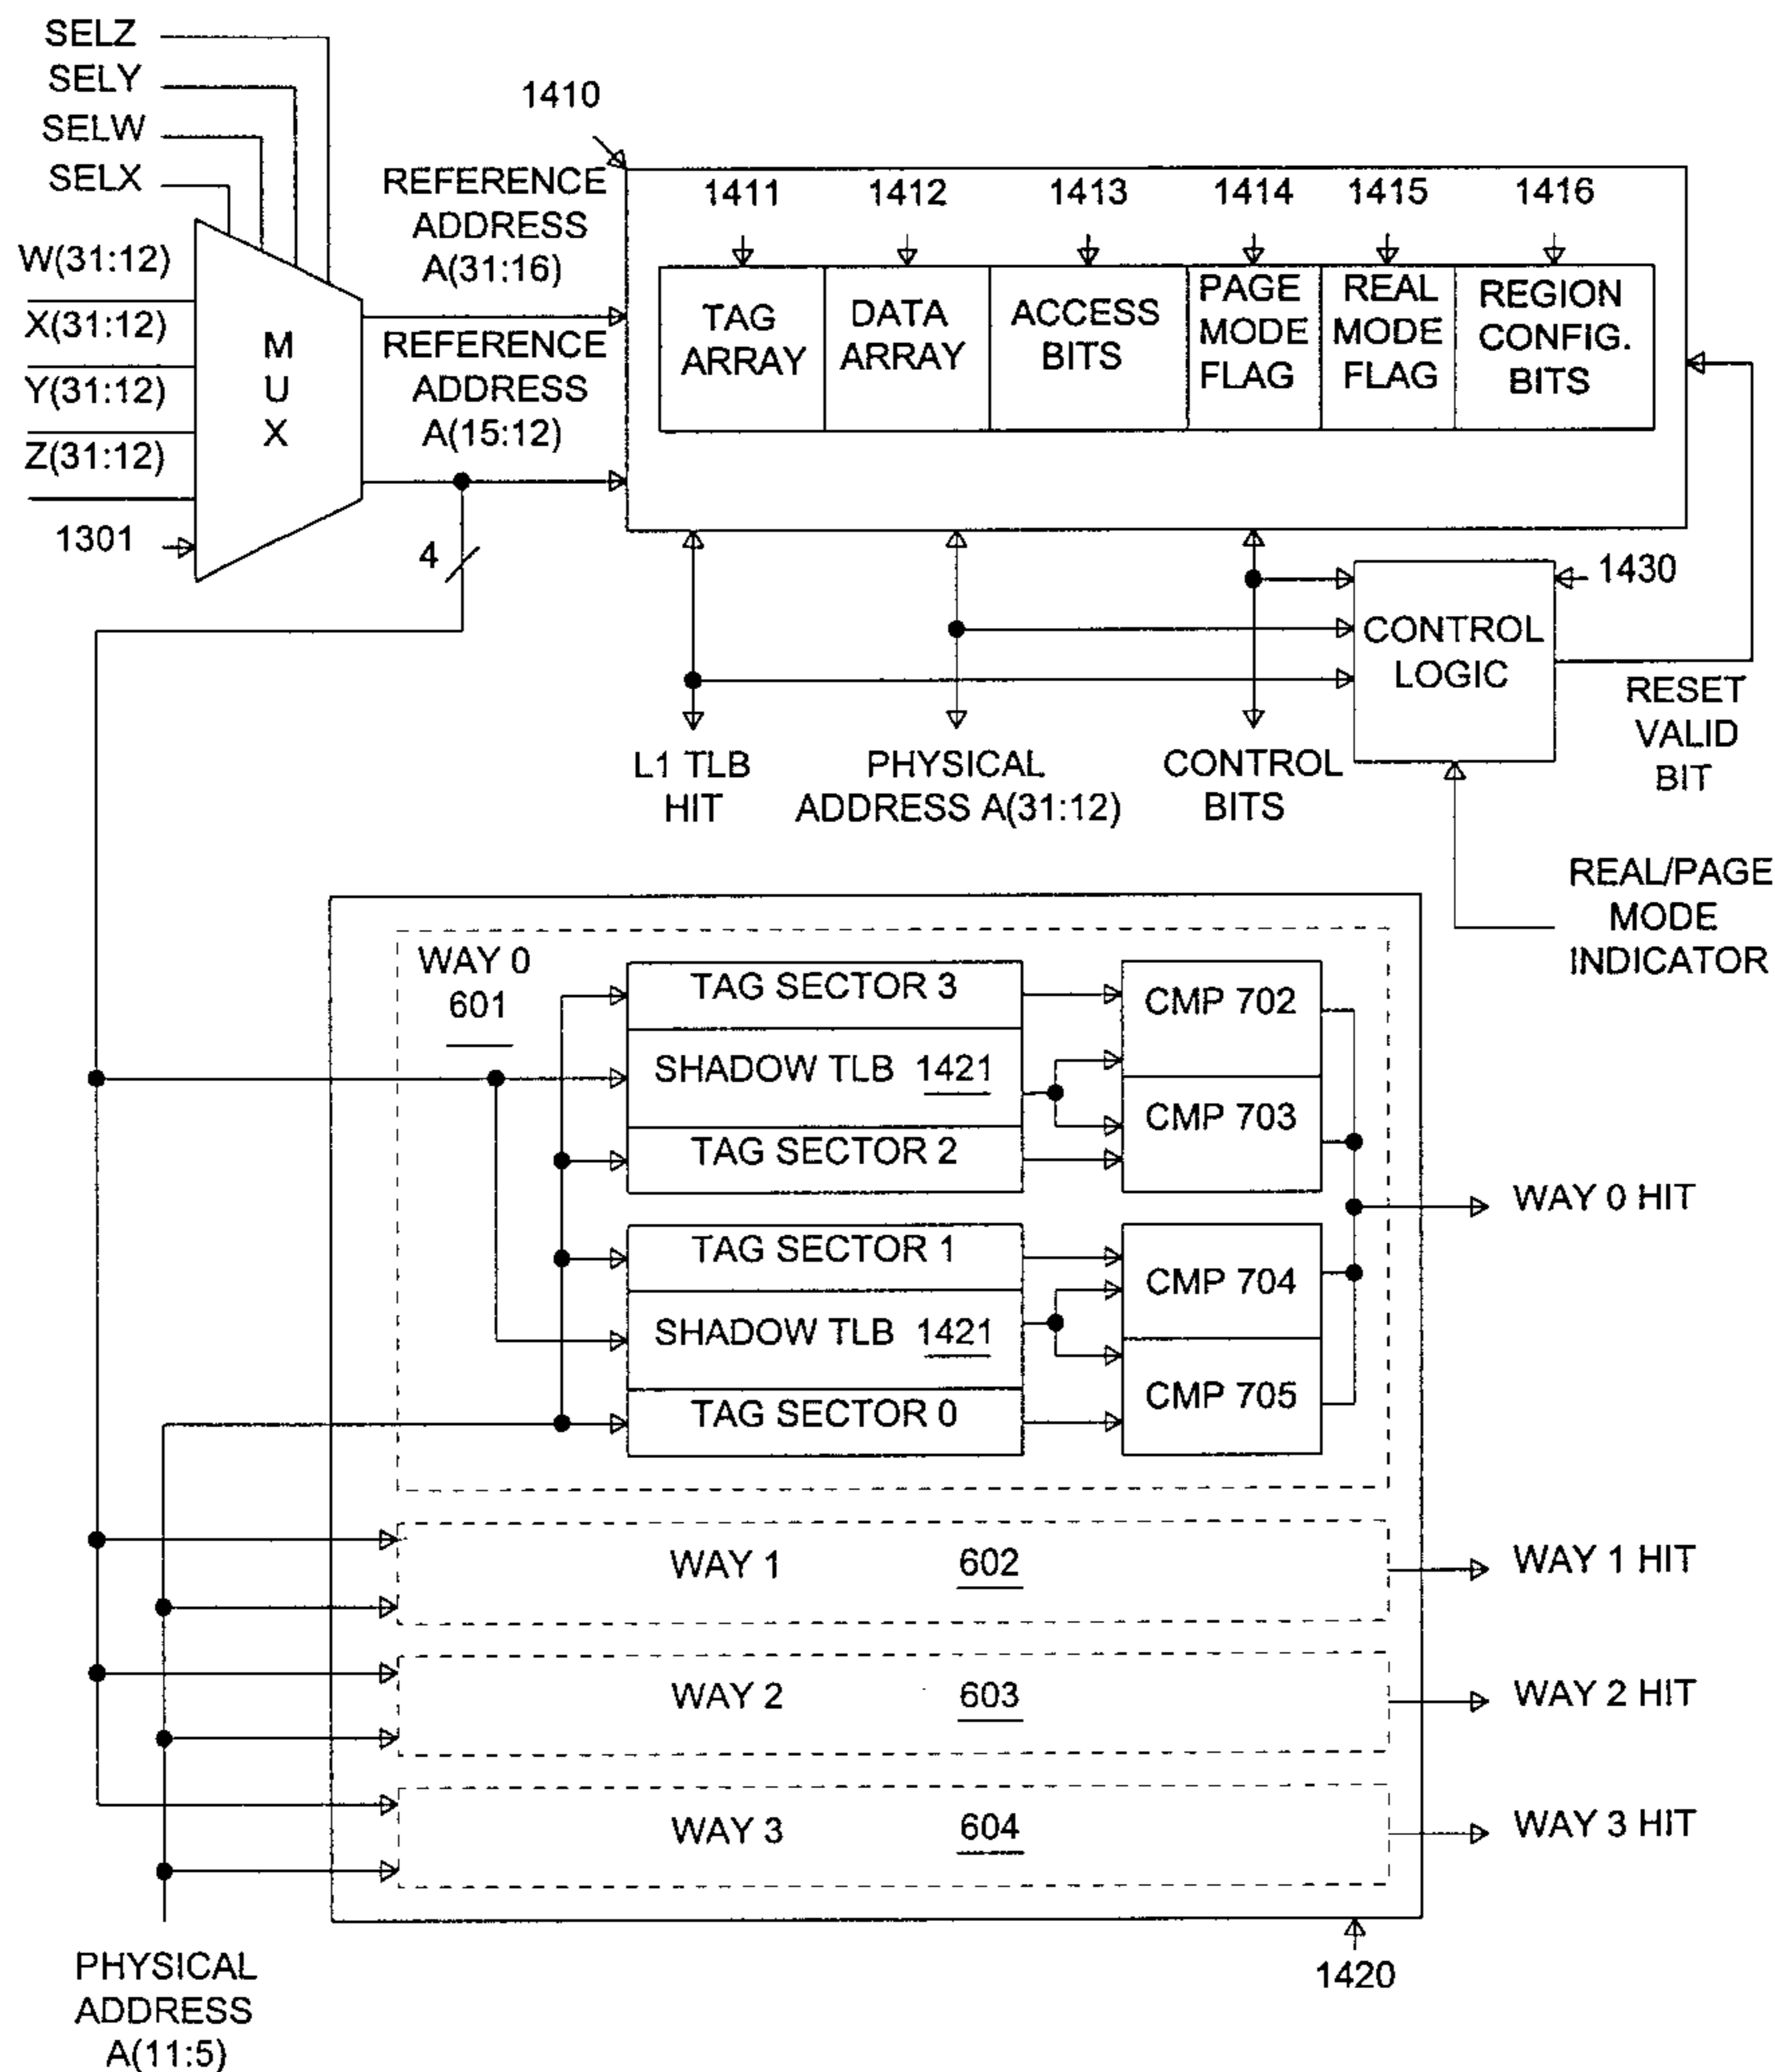 SELZ
SELY
SELW
SELX
W(31:12)
X(31:12)
Y(31:12)
Z(31:12)
1301
M
U
X
REFERENCE
ADDRESS
A(31:16)
REFERENCE
ADDRESS
A(15:12)
4
1410
1411
1412
1413
1414
1415
1416
TAG
ARRAY
DATA
ARRAY
ACCESS
BITS
PAGE
MODE
FLAG
REAL
MODE
FLAG
REGION
CONFIG.
BITS
1430
CONTROL
LOGIC
RESET
VALID
BIT
L1 TLB
HIT
PHYSICAL
ADDRESS A(31:12)
CONTROL
BITS
REAL/PAGE
MODE
INDICATOR
WAY 0
601
TAG SECTOR 3
SHADOW TLB 1421
TAG SECTOR 2
CMP 702
CMP 703
TAG SECTOR 1
SHADOW TLB 1421
TAG SECTOR 0
CMP 704
CMP 705
WAY 0 HIT
WAY 1 602
WAY 1 HIT
WAY 2 603
WAY 2 HIT
WAY 3 604
WAY 3 HIT
1420
PHYSICAL
ADDRESS
A(11:5)